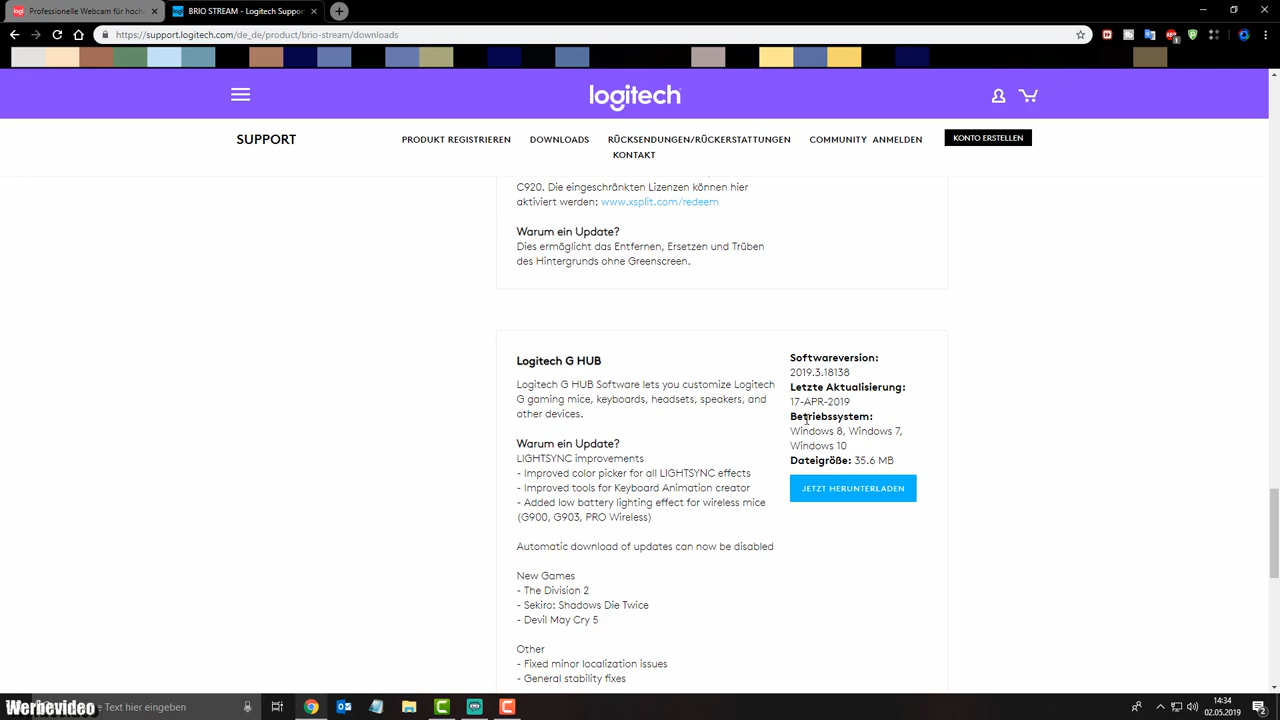 Professionelle Webcam für hoche
BRIO STREAM - Logitech Support
https://support.logitech.com/de_de/product/brio-stream/downloads
logitech
SUPPORT
PRODUKT REGISTRIEREN
DOWNLOADS
RÜCKSENDUNGEN/RÜCKERSTATTUNGEN
COMMUNITY
ANMELDEN
KONTO ERSTELLEN
KONTAKT
C920. Die eingeschränkten Lizenzen können hier
aktiviert werden: www.xsplit.com/redeem
Warum ein Update?
Dies ermöglicht das Entfernen, Ersetzen und Trüben
des Hintergrunds ohne Greenscreen.
Logitech G HUB
Logitech G HUB Software lets you customize Logitech
G gaming mice, keyboards, headsets, speakers, and
other devices.
Warum ein Update?
LIGHTSYNC improvements
- Improved color picker for all LIGHTSYNC effects
- Improved tools for Keyboard Animation creator
- Added low battery lighting effect for wireless mice
(G900, G903, PRO Wireless)
Automatic download of updates can now be disabled
New Games
- The Division 2
- Sekiro: Shadows Die Twice
- Devil May Cry 5
Other
- Fixed minor localization issues
- General stability fixes
Softwareversion:
2019.3.18138
Letzte Aktualisierung:
17-APR-2019
Betriebssystem:
Windows 8, Windows 7,
Windows 10
Dateigröße: 35.6 MB
JETZT HERUNTERLADEN
Werbevideo
Text hier eingeben
14:34
02.05.2019